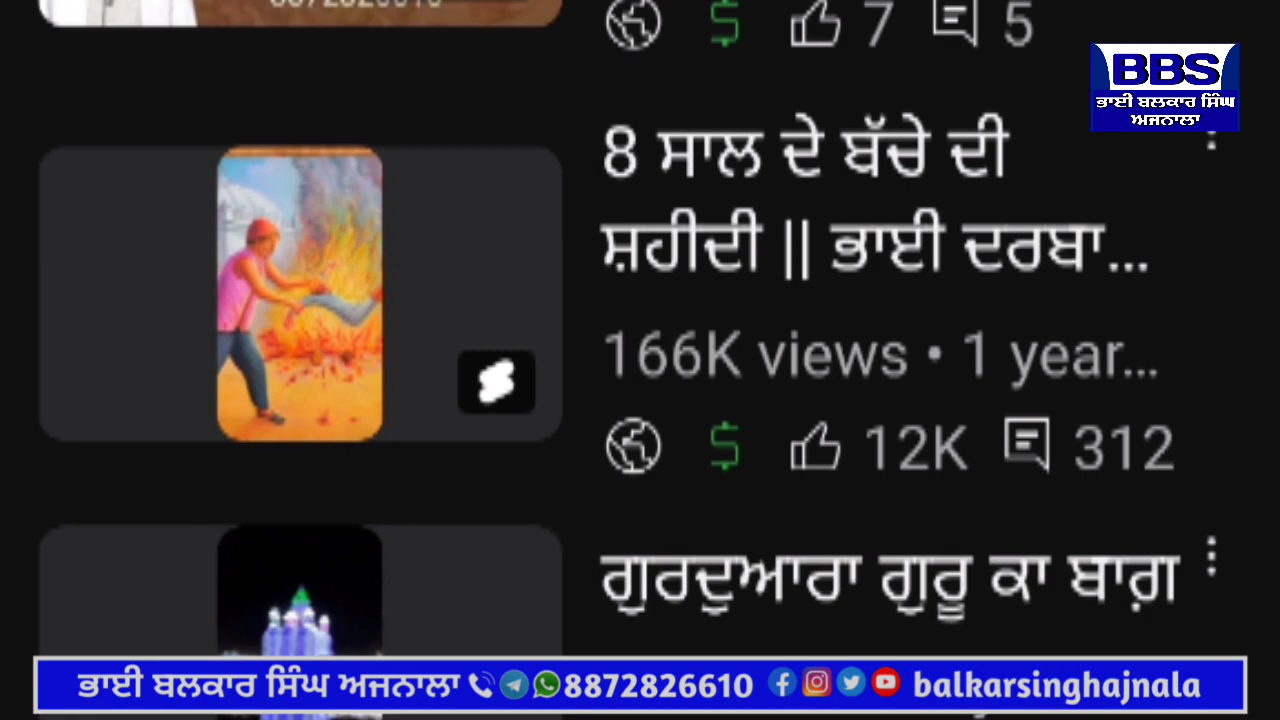 7 5
BBS
ਭਾਈ ਬਲਕਾਰ ਸਿੰਘ
ਅਜਨਾਲਾ
8 ਸਾਲ ਦੇ ਬੱਚੇ ਦੀ
ਸ਼ਹੀਦੀ || ਭਾਈ ਦਰਬਾ...
166K views • 1 year...
12K 312
ਗੁਰਦੁਆਰਾ ਗੁਰੂ ਕਾ ਬਾਗ਼
ਭਾਈ ਬਲਕਾਰ ਸਿੰਘ ਅਜਨਾਲਾ 8872826610 balkarsinghajnala